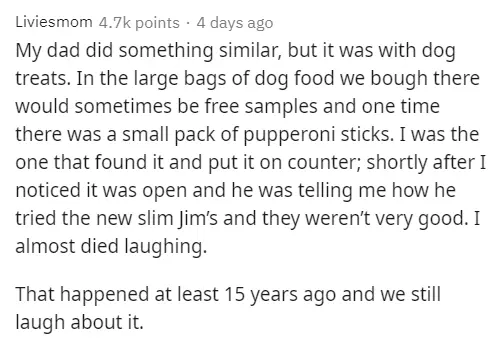 Liviesmom 4.7k points · 4 days ago
My dad did something similar, but it was with dog
treats. In the large bags of dog food we bough there
would sometimes be free samples and one time
there was a small pack of pupperoni sticks. I was the
one that found it and put it on counter; shortly after I
noticed it was open and he was telling me how he
tried the new slim Jim’s and they weren’t very good. I
almost died laughing.
That happened at least 15 years ago and we still
laugh about it.